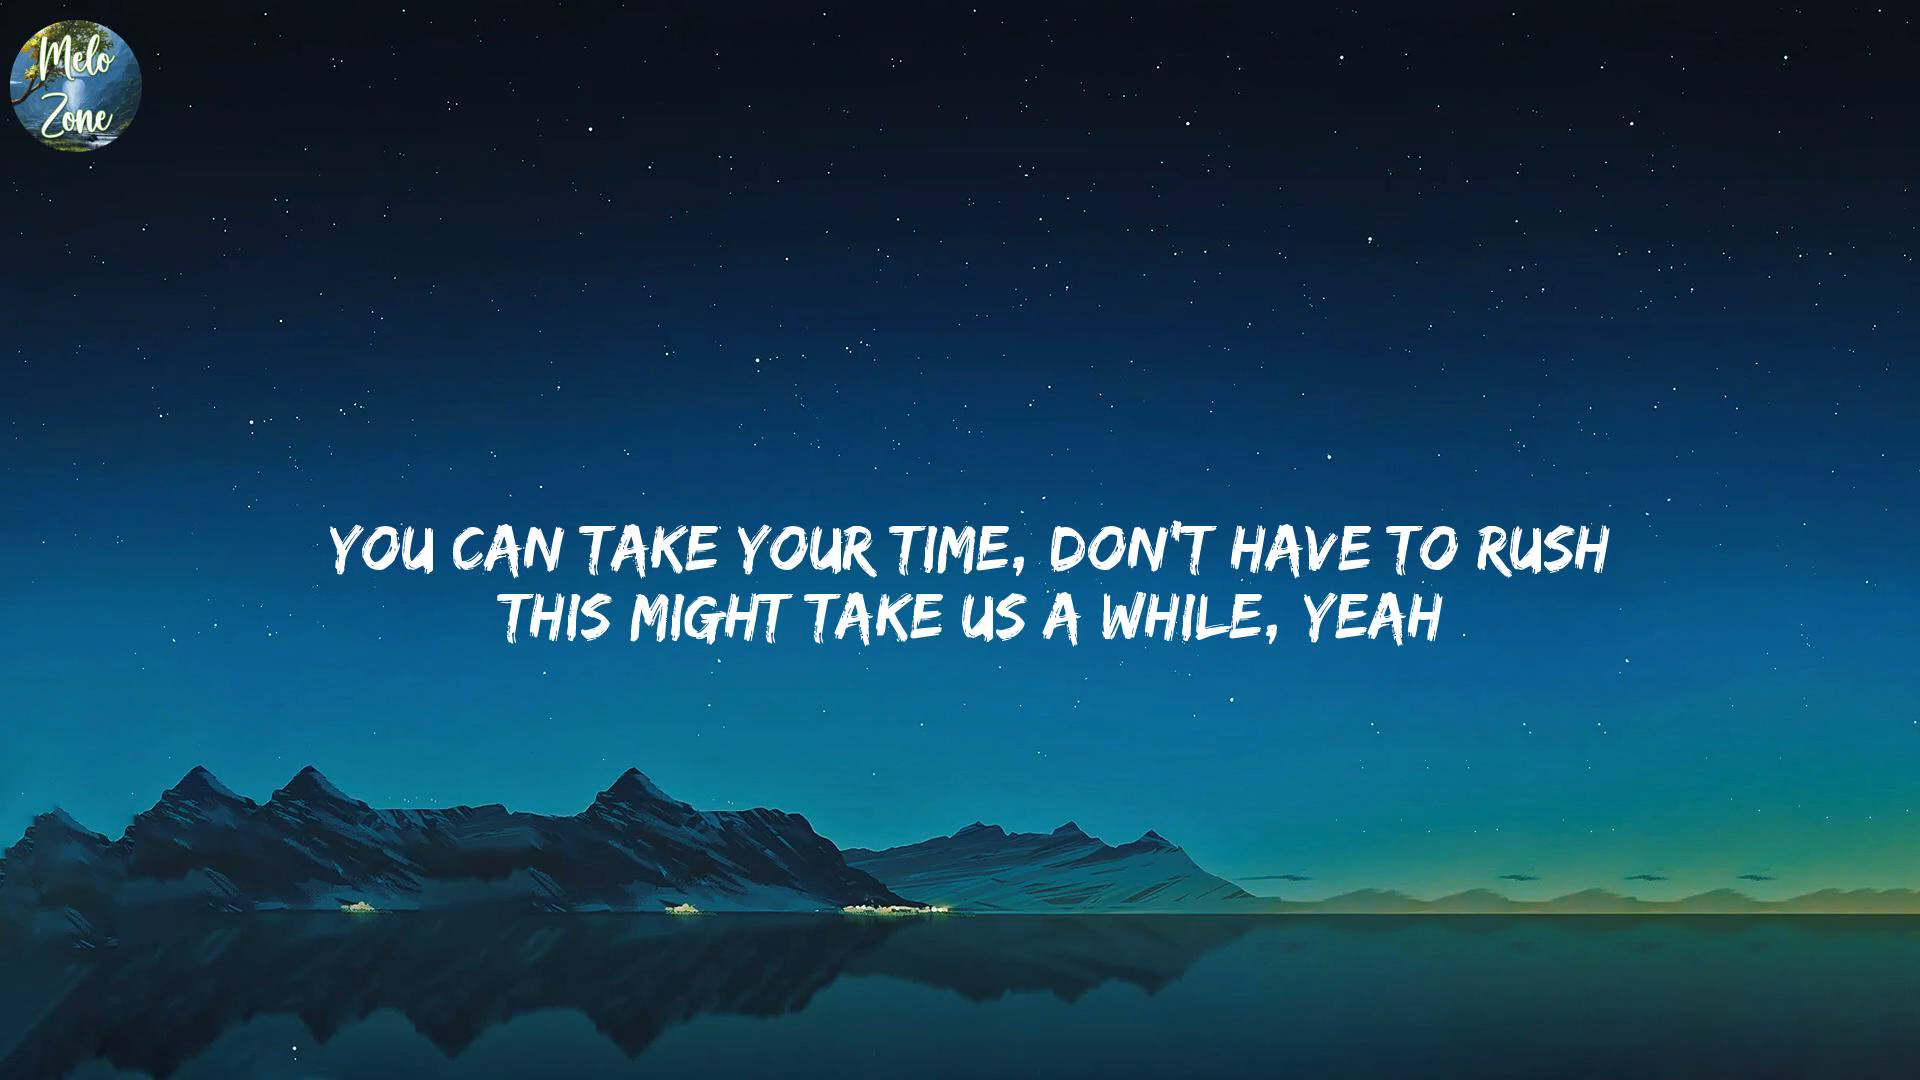 Melo
Zone
YOU CAN TAKE YOUR TIME, DON'T HAVE TO RUSH
THIS MIGHT TAKE US A WHILE, YEAH